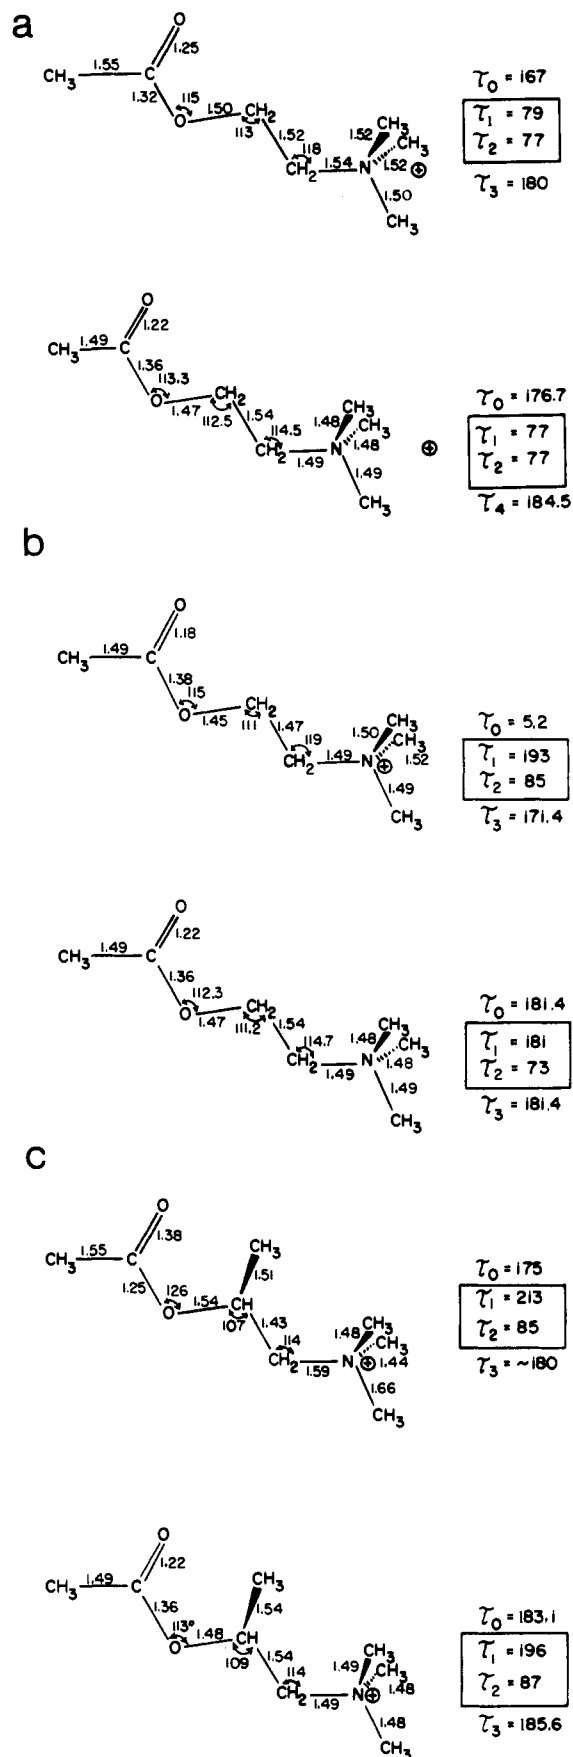 a
O
1.25
CH3 1.55 C
1.32 115 1.50 CH2
O 113 1.52 118 1.52 CH3
CH2 1.54 N 1.52 CH3 ⊕
1.50
CH3
τ0 = 167
τ1 = 79
τ2 = 77
τ3 = 180
O
1.22
CH3 1.49 C
1.36 113.3 CH2
O 1.47 112.5 1.54 114.5 1.48 CH3
CH2 1.49 N 1.48 CH3 ⊕
1.49
CH3
τ0 = 176.7
τ1 = 77
τ2 = 77
τ4 = 184.5
b
O
1.18
CH3 1.49 C
1.38 115 CH2
O 1.45 111 1.47 119 1.50 CH3
CH2 1.49 N ⊕ CH3 1.52
1.49
CH3
τ0 = 5.2
τ1 = 193
τ2 = 85
τ3 = 171.4
O
1.22
CH3 1.49 C
1.36 112.3 CH2
O 1.47 111.2 1.54 114.7 1.48 CH3
CH2 1.49 N 1.48 CH3
1.49
CH3
τ0 = 181.4
τ1 = 181
τ2 = 73
τ3 = 181.4
c
O
1.38
CH3 1.55 C CH3
1.25 126 1.51
O 1.54 CH 107 1.43 114 1.48 CH3
CH2 1.59 N ⊕ 1.44 CH3
1.66
CH3
τ0 = 175
τ1 = 213
τ2 = 85
τ3 = ~180
O
1.22
CH3 1.49 C CH3
1.36 113° 1.54
O 1.48 CH 109 1.54 114 1.49 CH3
CH2 1.49 N ⊕ 1.48 CH3
1.48
CH3
τ0 = 183.1
τ1 = 196
τ2 = 87
τ3 = 185.6